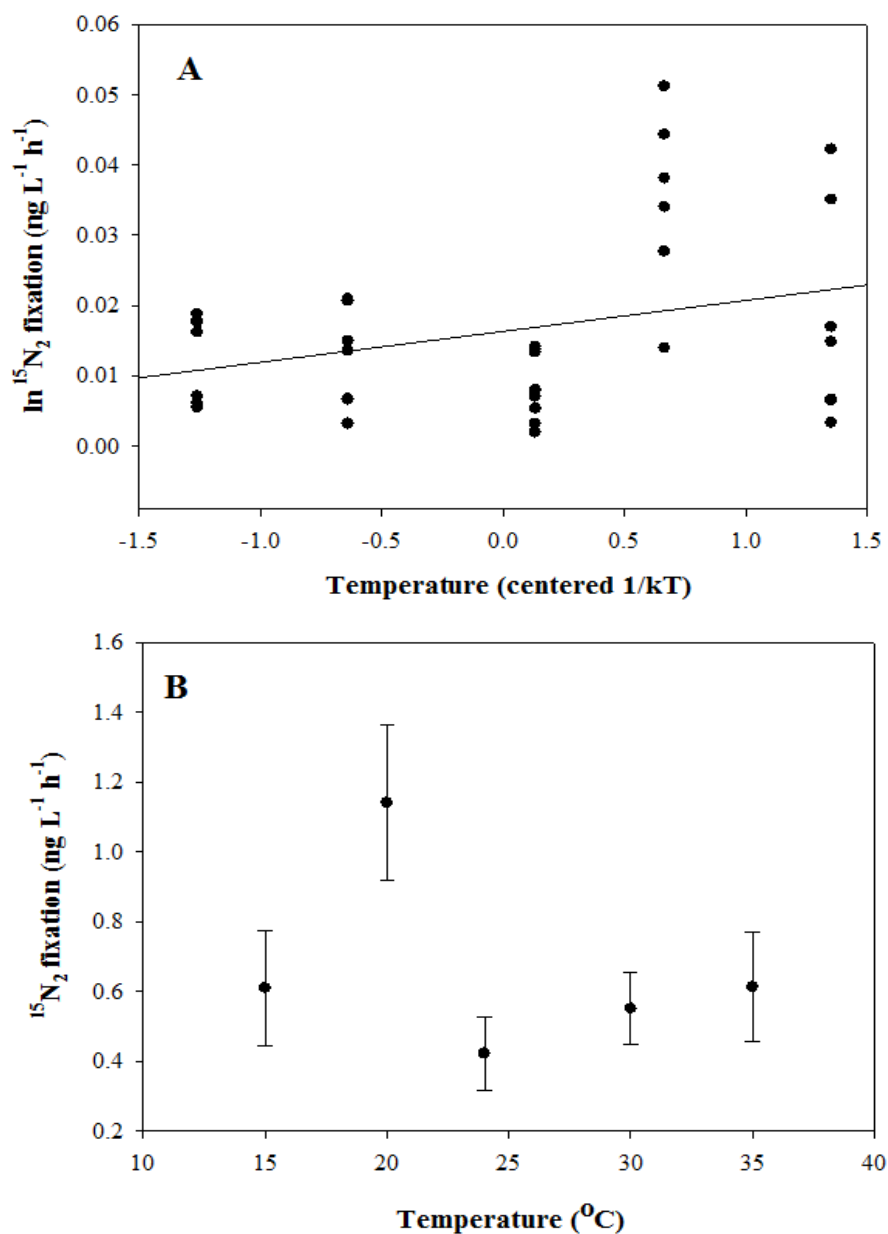 A
0.06
0.05
0.04
0.03
0.02
0.01
0.00
ln ¹⁵N₂ fixation (ng L⁻¹ h⁻¹)
-1.5 -1.0 -0.5 0.0 0.5 1.0 1.5
Temperature (centered 1/kT)
B
1.6
1.4
1.2
1.0
0.8
0.6
0.4
0.2
¹⁵N₂ fixation (ng L⁻¹ h⁻¹)
10 15 20 25 30 35 40
Temperature (ᴼC)